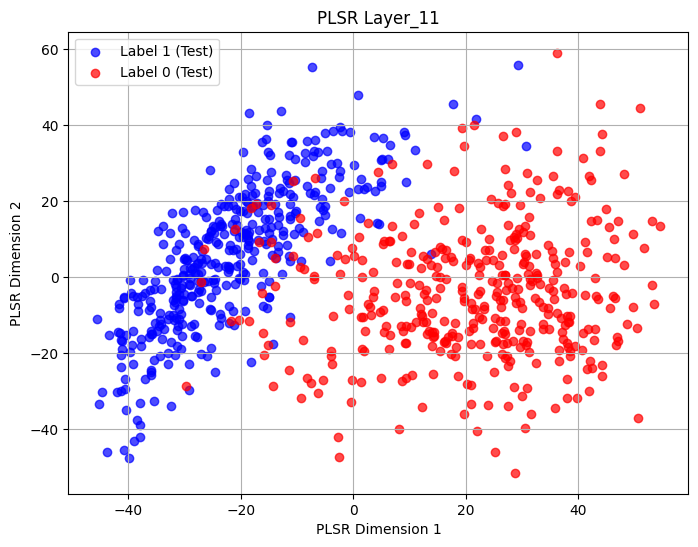 PLSR Layer_11
Label 1 (Test)
Label 0 (Test)
PLSR Dimension 2
60
40
20
0
−20
−40
−40
−20
0
20
40
PLSR Dimension 1